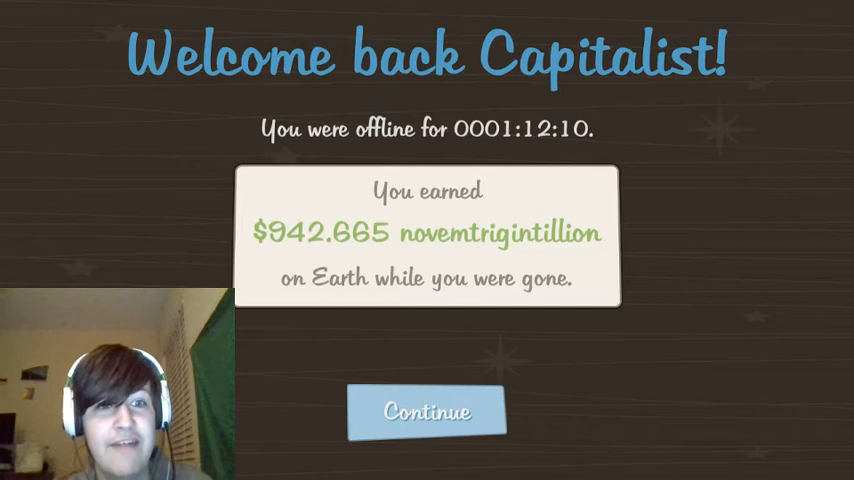 Welcome back Capitalist!
You were offline for 0001:12:10.
You earned
$942.665 novemtrigintillion
on Earth while you were gone.
Continue